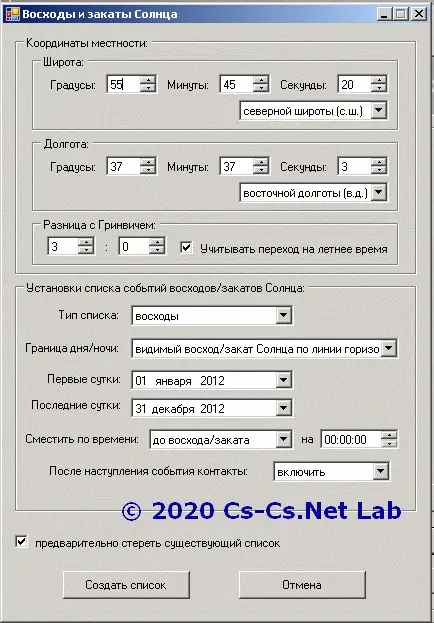 Восходы и закаты Солнца
Координаты местности:
Широта:
Градусы: 55 Минуты: 45 Секунды: 20
северной широты (с.ш.)
Долгота:
Градусы: 37 Минуты: 37 Секунды: 3
восточной долготы (в.д.)
Разница с Гринвичем:
3 : 0 Учитывать переход на летнее время
Установки списка событий восходов/закатов Солнца:
Тип списка: восходы
Граница дня/ночи: видимый восход/закат Солнца по линии горизо
Первые сутки: 01 января 2012
Последние сутки: 31 декабря 2012
Сместить по времени: до восхода/заката на 00:00:00
После наступления события контакты: включить
© 2020 Cs-Cs.Net Lab
предварительно стереть существующий список
Создать список Отмена